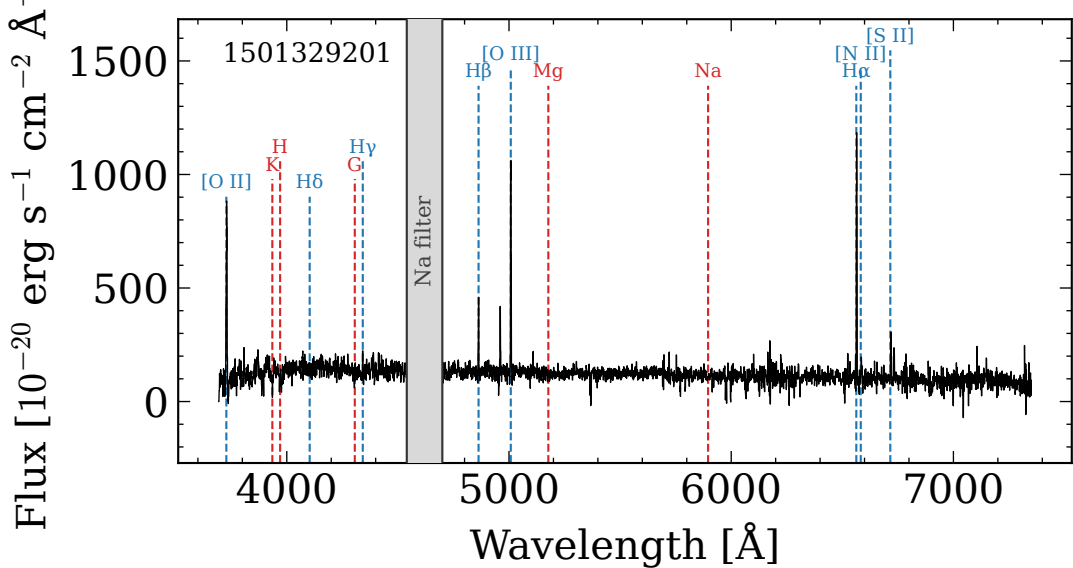 1501329201
[O II]
K
H
Hδ
G
Hγ
Na filter
Hβ
[O III]
Mg
Na
[N II]
Hα
[S II]
0
500
1000
1500
4000
5000
6000
7000
Wavelength [Å]
Flux [10⁻²⁰ erg s⁻¹ cm⁻² Å⁻